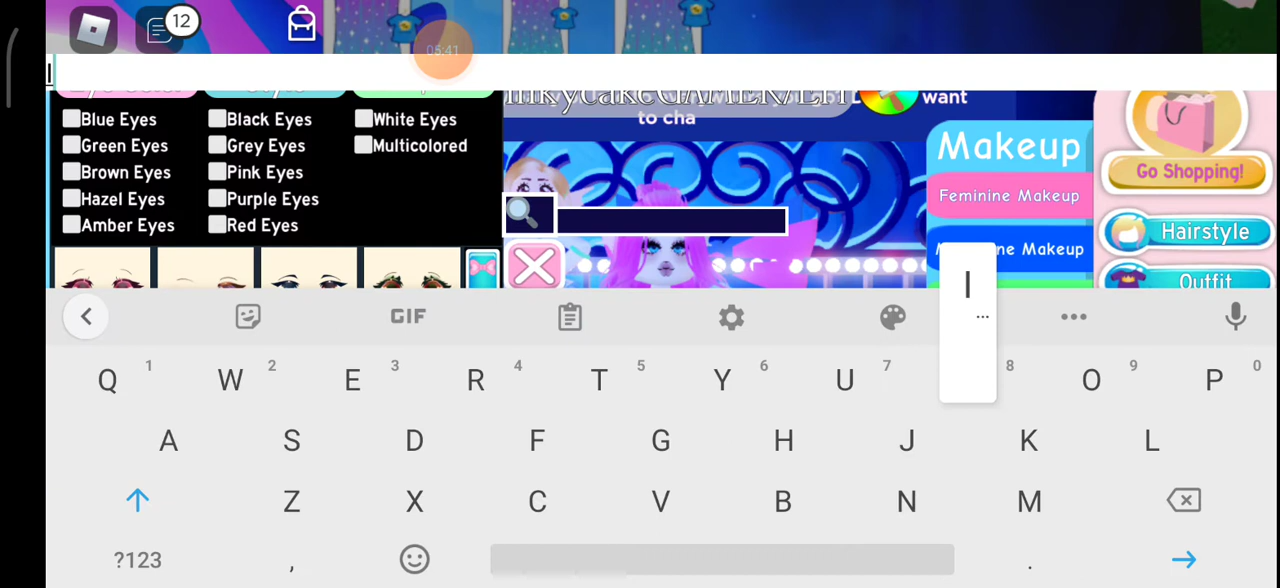 12
05:41
I
want
to cha
Blue Eyes
Green Eyes
Brown Eyes
Hazel Eyes
Amber Eyes
Black Eyes
Grey Eyes
Pink Eyes
Purple Eyes
Red Eyes
White Eyes
Multicolored
Makeup
Feminine Makeup
ne Makeup
Go Shopping!
Hairstyle
Outfit
GIF
I
...
Q 1 W 2 E 3 R 4 T 5 Y 6 U 7 8 O 9 P 0
A S D F G H J K L
Z X C V B N M
?123 , .